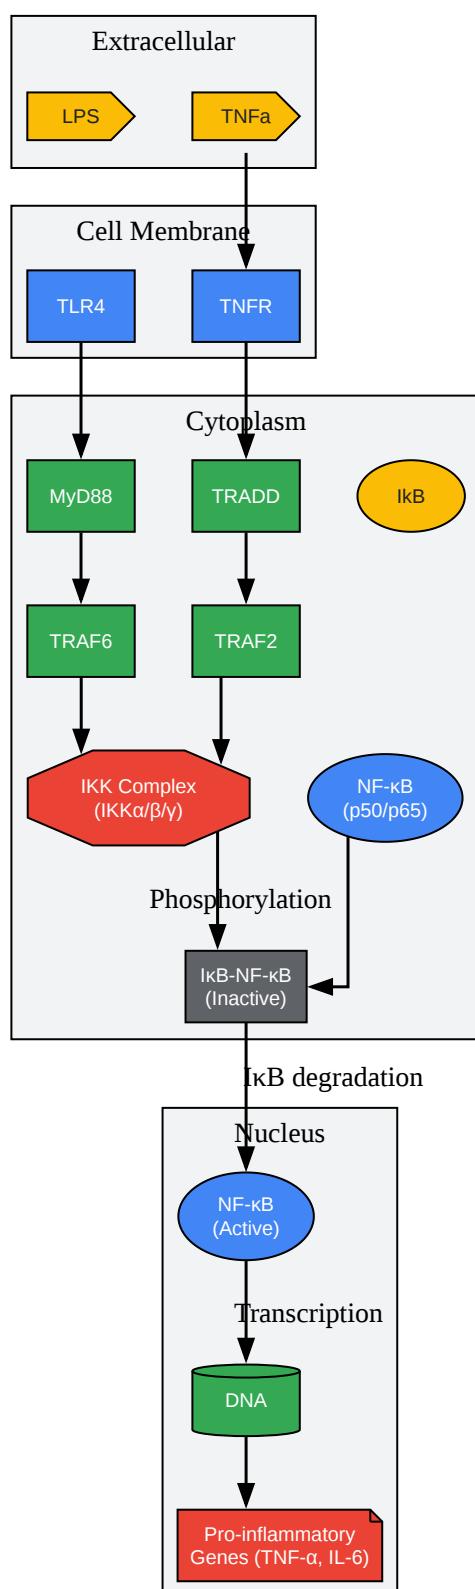 Extracellular
LPS
TNFa
Cell Membrane
TLR4
TNFR
Cytoplasm
MyD88
TRADD
IkB
TRAF6
TRAF2
IKK Complex
(IKKα/β/γ)
NF-κB
(p50/p65)
Phosphorylation
IκB-NF-κB
(Inactive)
IκB degradation
Nucleus
NF-κB
(Active)
Transcription
DNA
Pro-inflammatory
Genes (TNF-α, IL-6)